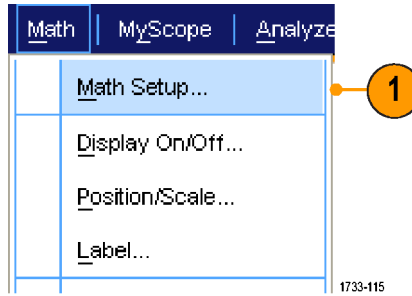 Math | MyScope | Analyze
Math Setup...
1
Display On/Off...
Position/Scale...
Label...
1733-115